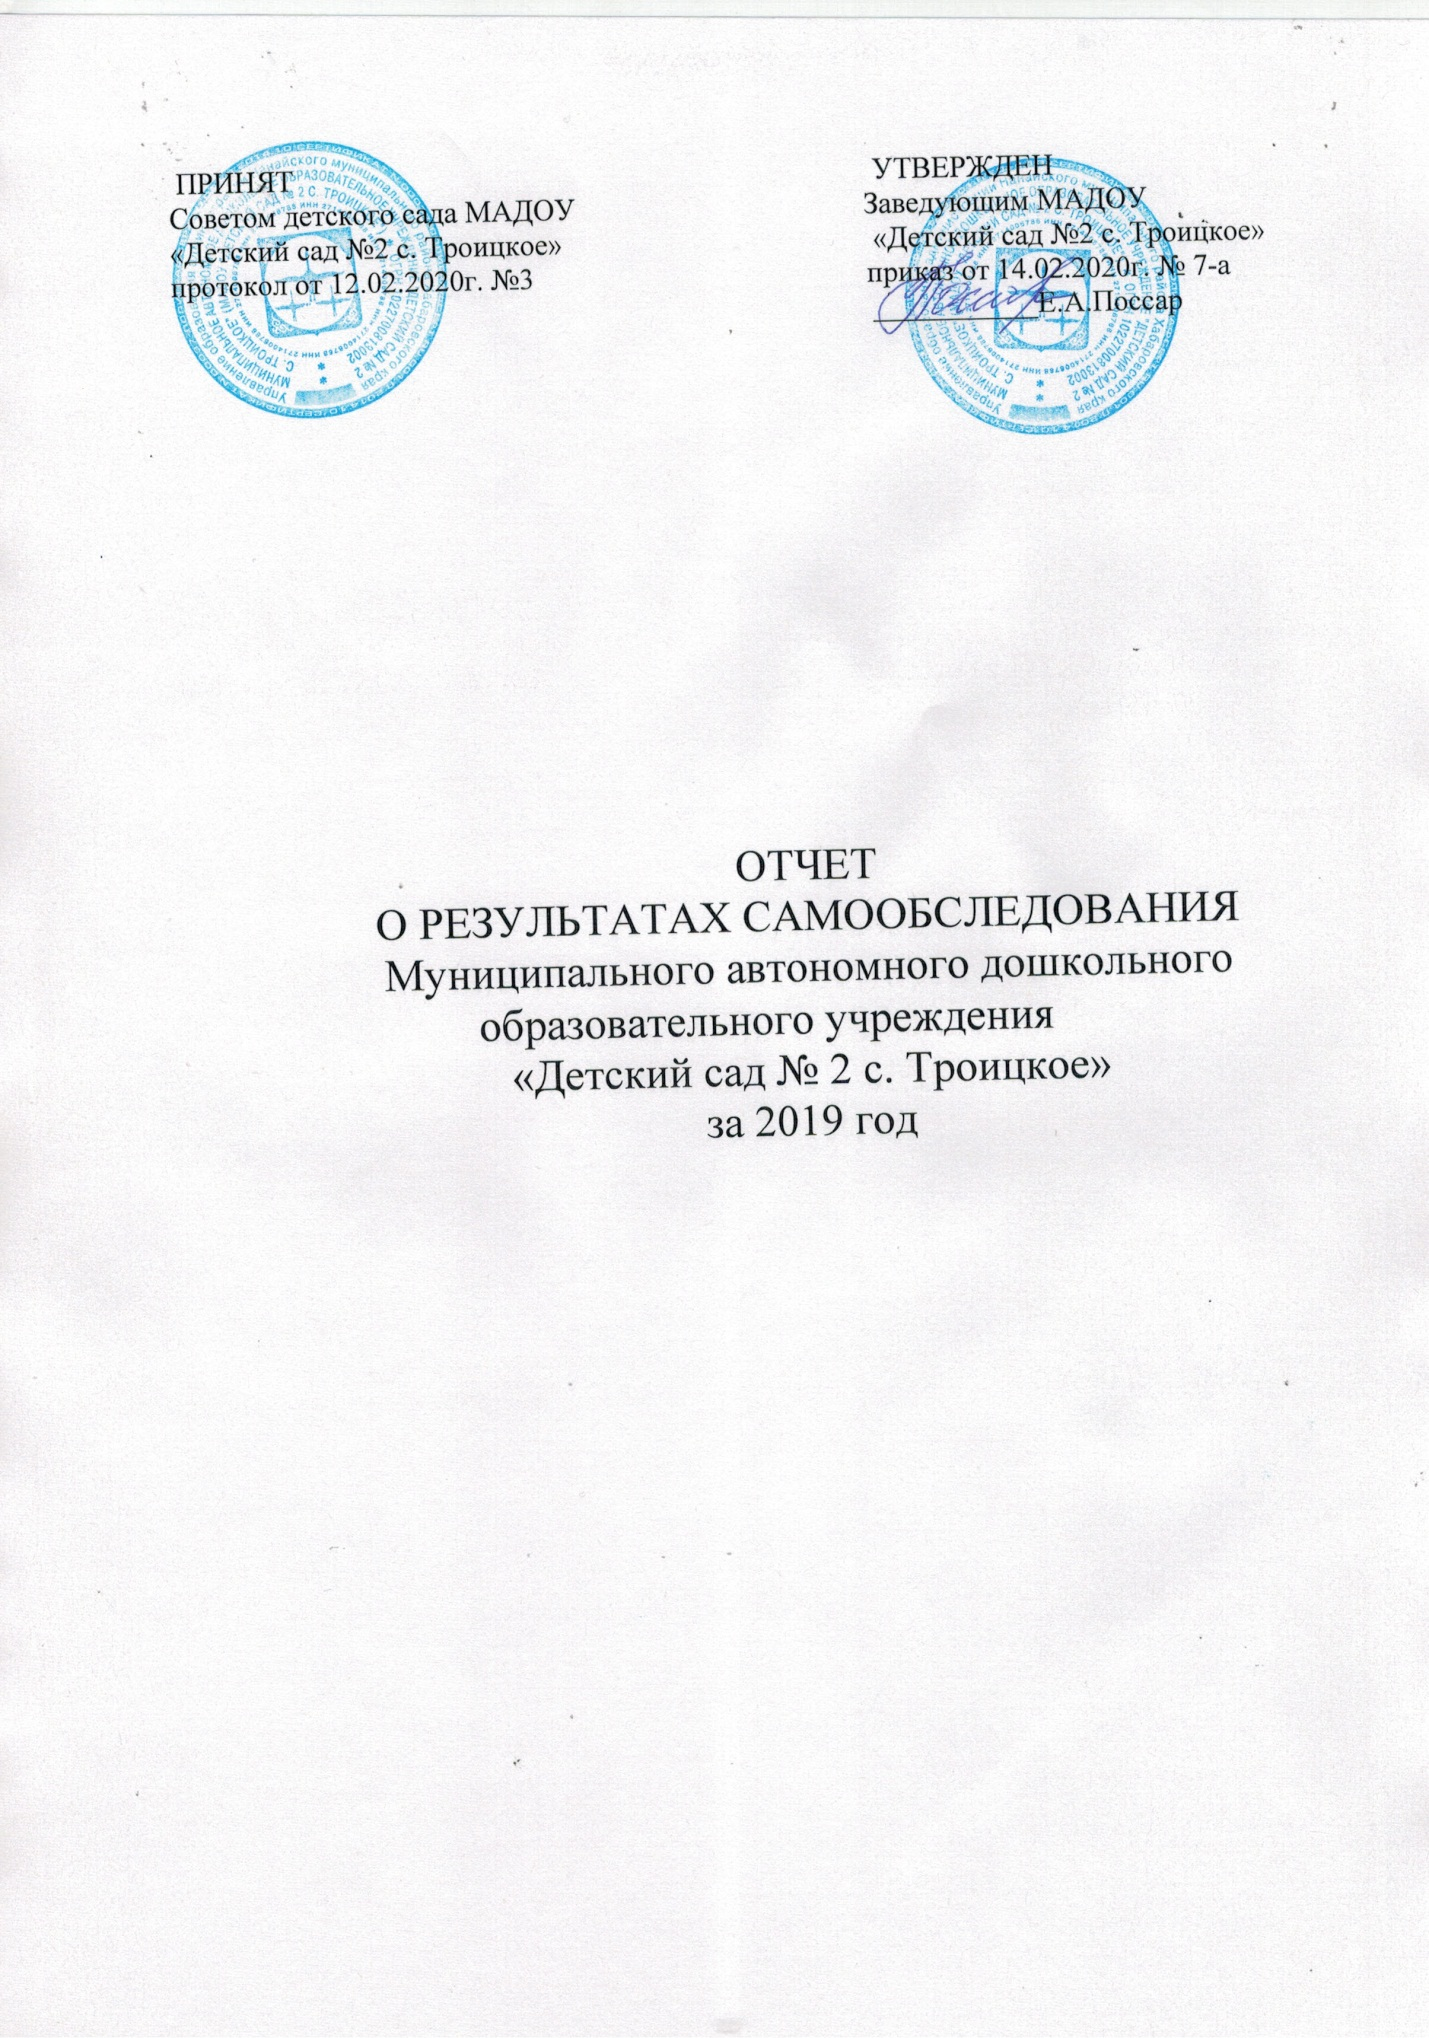 ПРИНЯТ
Советом детского сада МАДОУ
«Детский сад №2 с. Троицкое»
протокол от 12.02.2020г. №3
УТВЕРЖДЕН
Заведующим МАДОУ
«Детский сад №2 с. Троицкое»
приказ от 14.02.2020г. № 7-а
____________Е.А.Поссар
ОТЧЕТ
О РЕЗУЛЬТАТАХ САМООБСЛЕДОВАНИЯ
Муниципального автономного дошкольного
образовательного учреждения
«Детский сад № 2 с. Троицкое»
за 2019 год